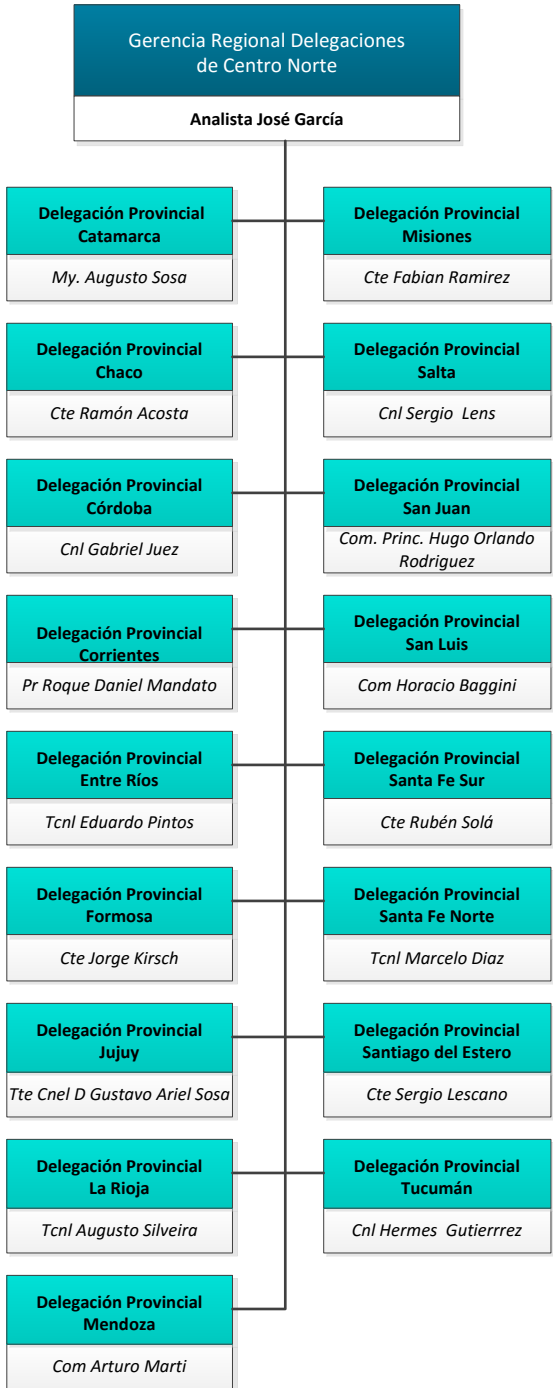 Gerencia Regional Delegaciones
de Centro Norte
Analista José García
Delegación Provincial
Catamarca
My. Augusto Sosa
Delegación Provincial
Misiones
Cte Fabian Ramirez
Delegación Provincial
Chaco
Cte Ramón Acosta
Delegación Provincial
Salta
Cnl Sergio Lens
Delegación Provincial
Córdoba
Cnl Gabriel Juez
Delegación Provincial
San Juan
Com. Princ. Hugo Orlando
Rodriguez
Delegación Provincial
Corrientes
Pr Roque Daniel Mandato
Delegación Provincial
San Luis
Com Horacio Baggini
Delegación Provincial
Entre Ríos
Tcnl Eduardo Pintos
Delegación Provincial
Santa Fe Sur
Cte Rubén Solá
Delegación Provincial
Formosa
Cte Jorge Kirsch
Delegación Provincial
Santa Fe Norte
Tcnl Marcelo Diaz
Delegación Provincial
Jujuy
Tte Cnel D Gustavo Ariel Sosa
Delegación Provincial
Santiago del Estero
Cte Sergio Lescano
Delegación Provincial
La Rioja
Tcnl Augusto Silveira
Delegación Provincial
Tucumán
Cnl Hermes Gutierrrez
Delegación Provincial
Mendoza
Com Arturo Marti